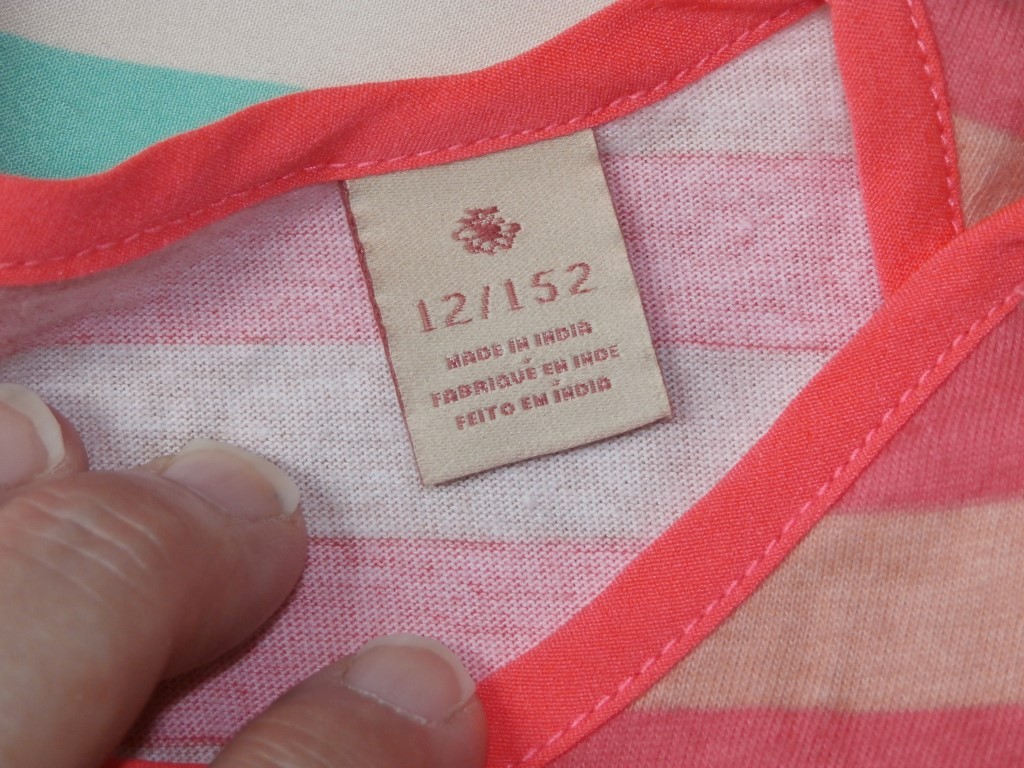 12/152
MADE IN INDIA
FABRIQUÉ EN INDE
FEITO EM ÍNDIA